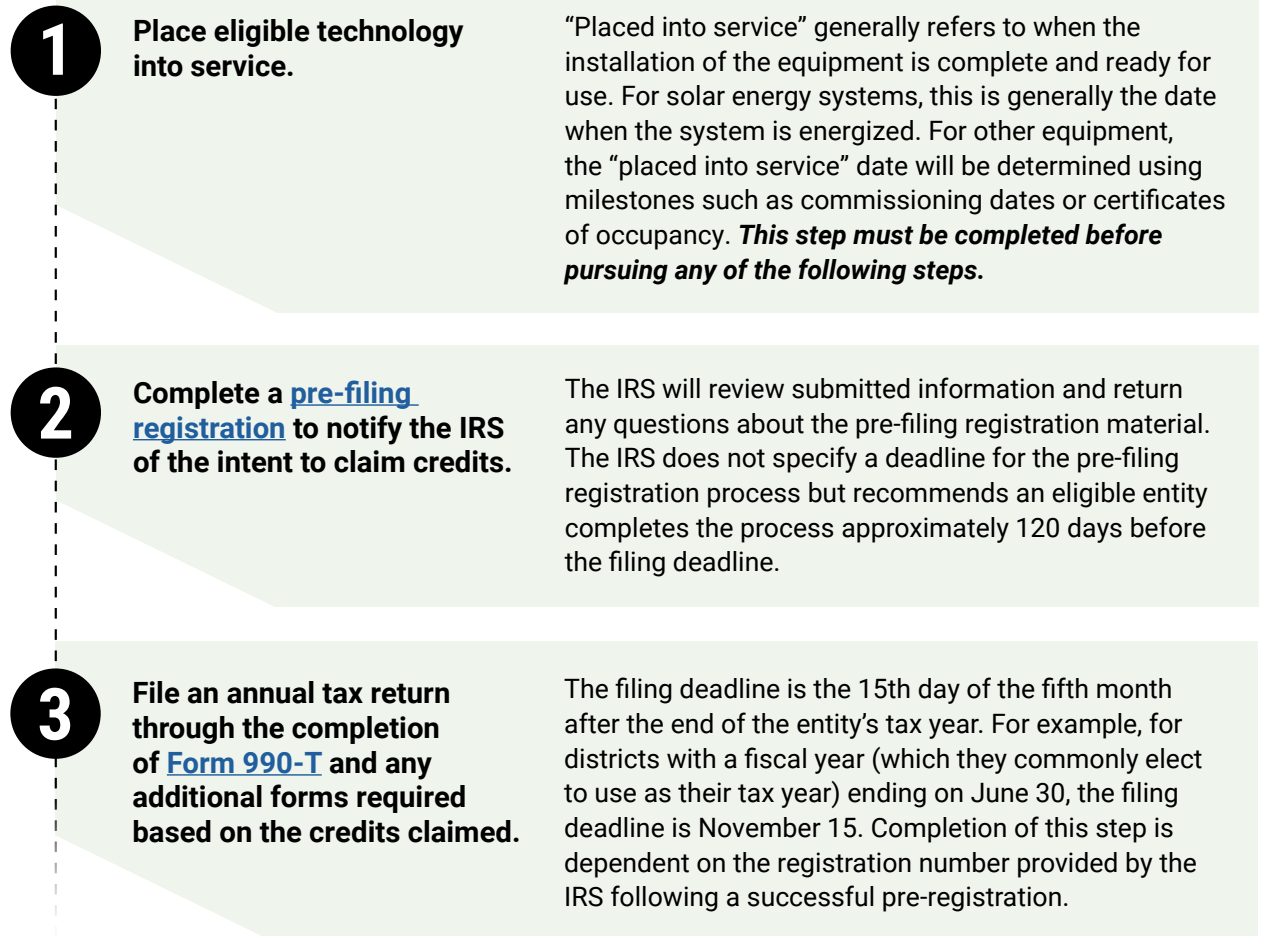 1
Place eligible technology
into service.
“Placed into service” generally refers to when the
installation of the equipment is complete and ready for
use. For solar energy systems, this is generally the date
when the system is energized. For other equipment,
the “placed into service” date will be determined using
milestones such as commissioning dates or certificates
of occupancy. This step must be completed before
pursuing any of the following steps.
2
Complete a pre-filing
registration to notify the IRS
of the intent to claim credits.
The IRS will review submitted information and return
any questions about the pre-filing registration material.
The IRS does not specify a deadline for the pre-filing
registration process but recommends an eligible entity
completes the process approximately 120 days before
the filing deadline.
3
File an annual tax return
through the completion
of Form 990-T and any
additional forms required
based on the credits claimed.
The filing deadline is the 15th day of the fifth month
after the end of the entity’s tax year. For example, for
districts with a fiscal year (which they commonly elect
to use as their tax year) ending on June 30, the filing
deadline is November 15. Completion of this step is
dependent on the registration number provided by the
IRS following a successful pre-registration.